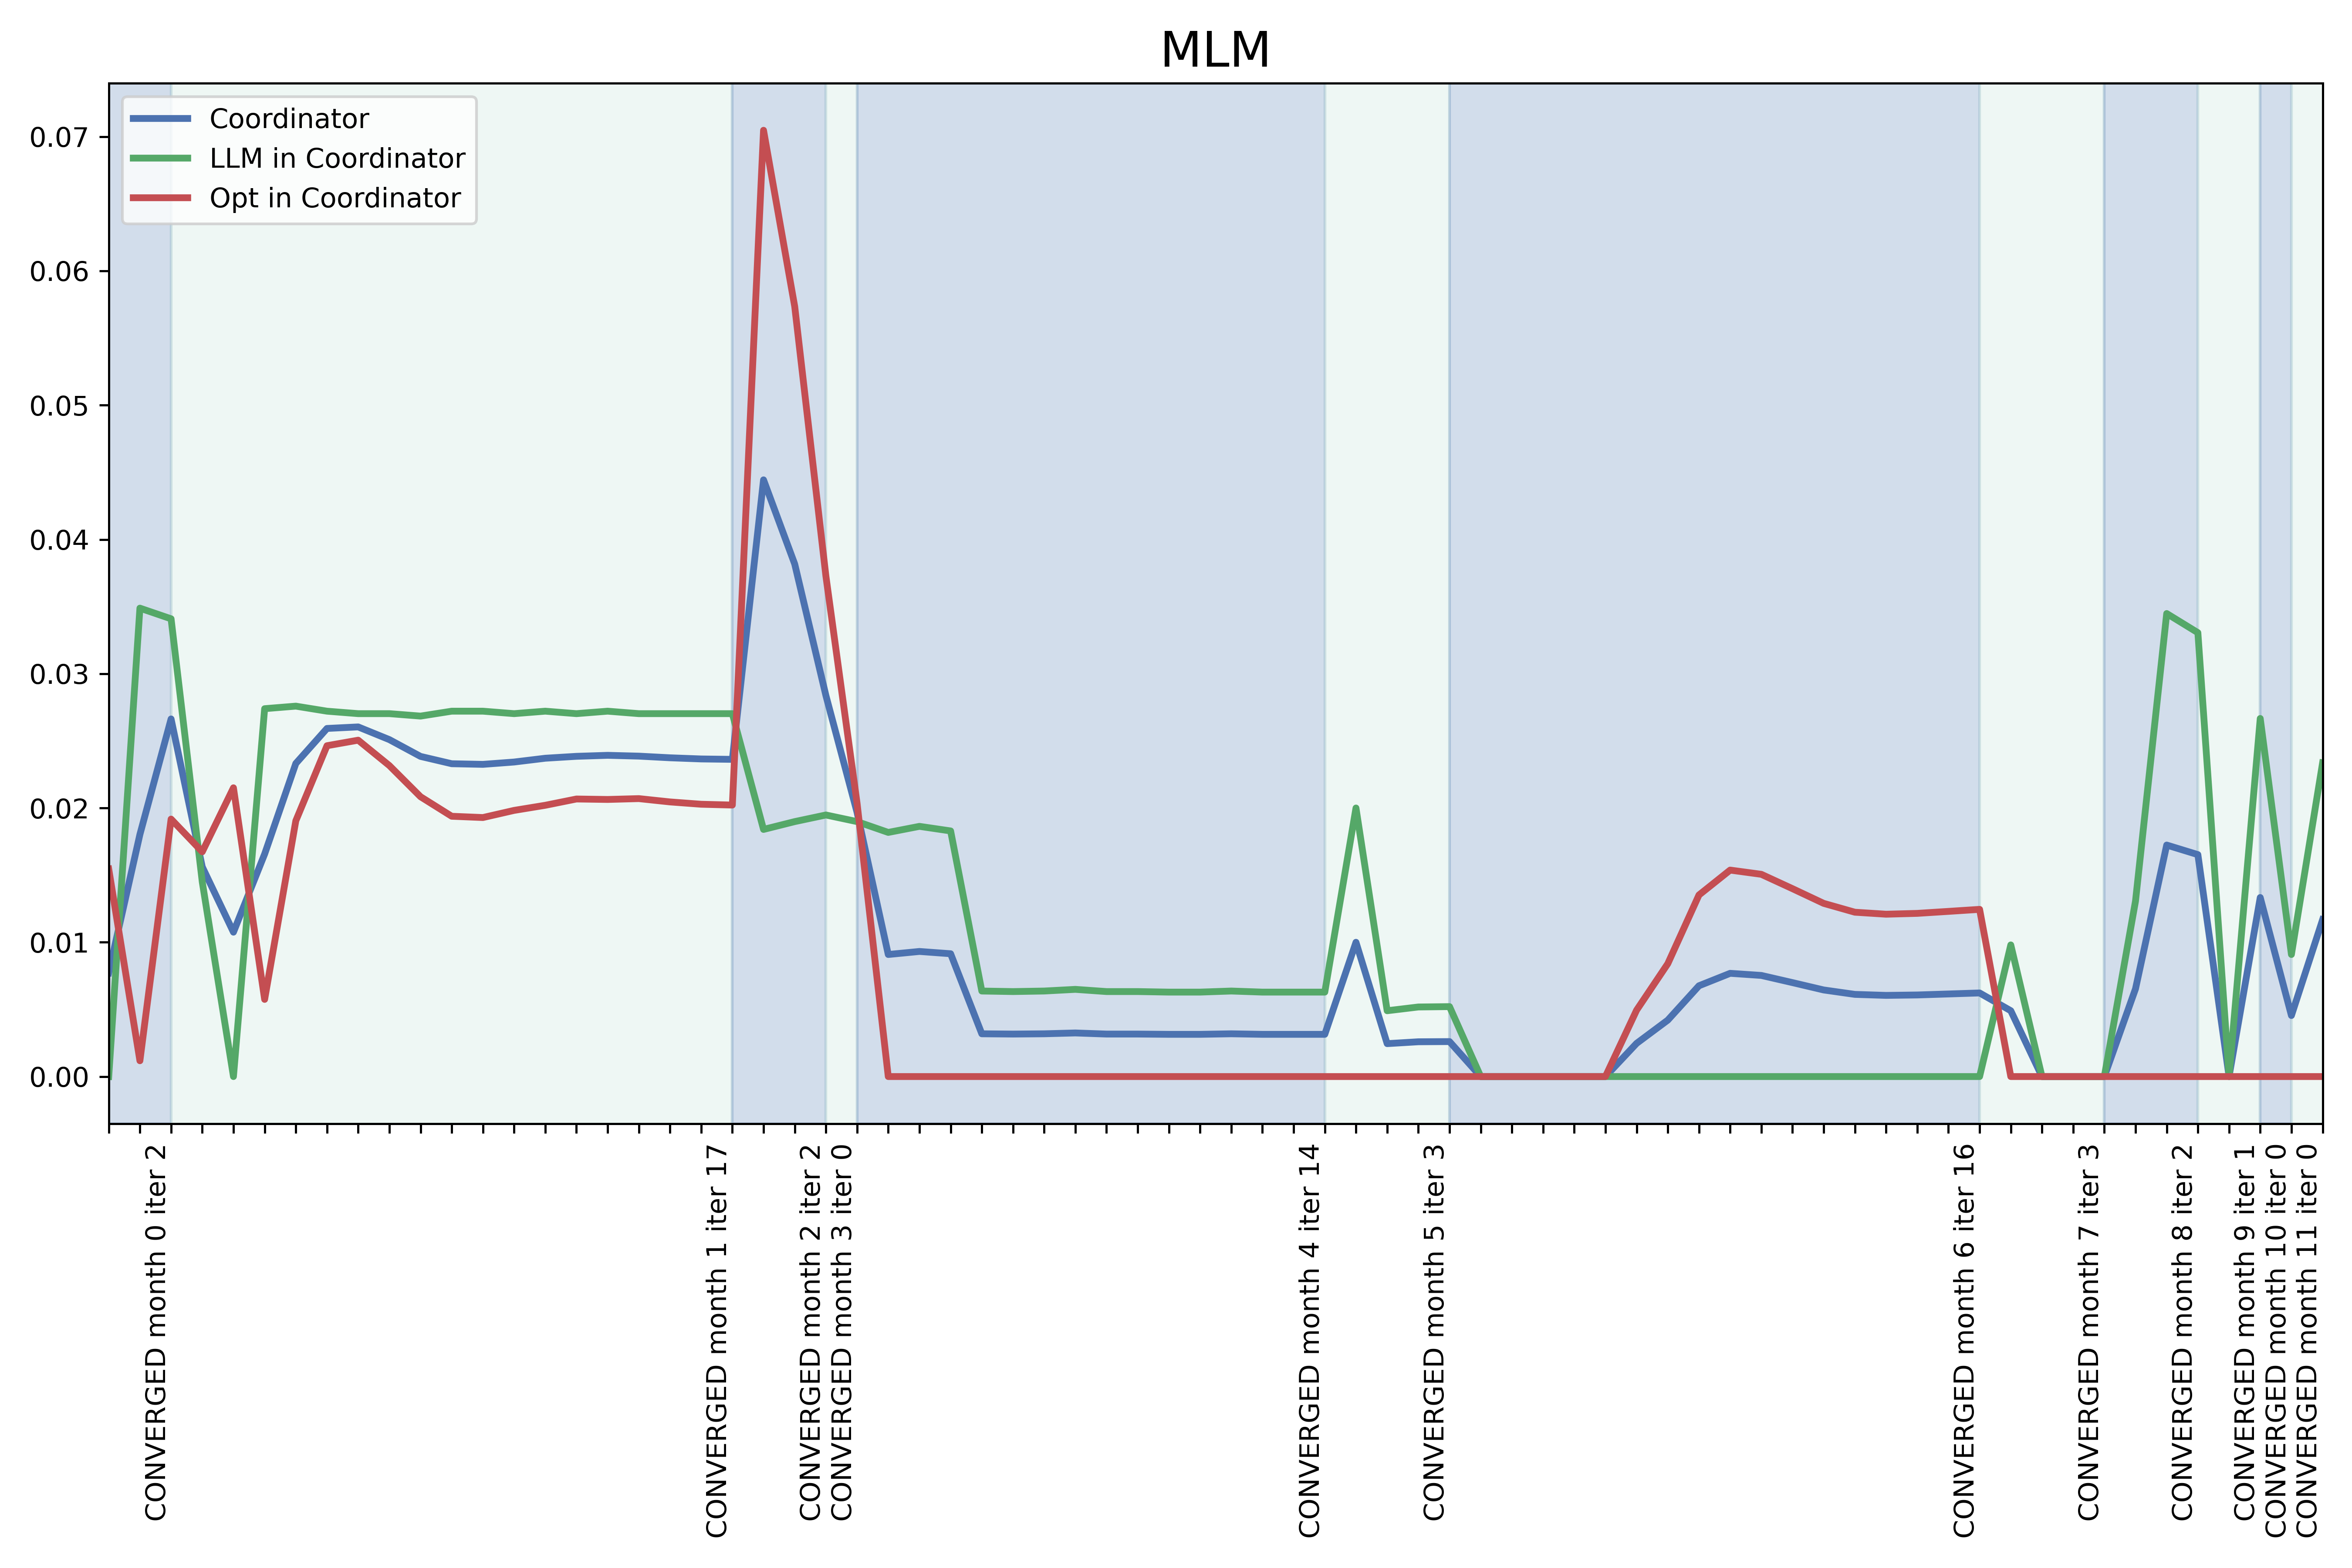 MLM
Coordinator
LLM in Coordinator
Opt in Coordinator
0.07
0.06
0.05
0.04
0.03
0.02
0.01
0.00
CONVERGED month 0 iter 2
CONVERGED month 1 iter 17
CONVERGED month 2 iter 2
CONVERGED month 3 iter 0
CONVERGED month 4 iter 14
CONVERGED month 5 iter 3
CONVERGED month 6 iter 16
CONVERGED month 7 iter 3
CONVERGED month 8 iter 2
CONVERGED month 9 iter 1
CONVERGED month 10 iter 0
CONVERGED month 11 iter 0